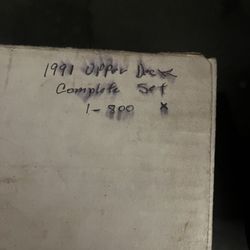 1991 Upper Deck
Complete Set
1-800 x